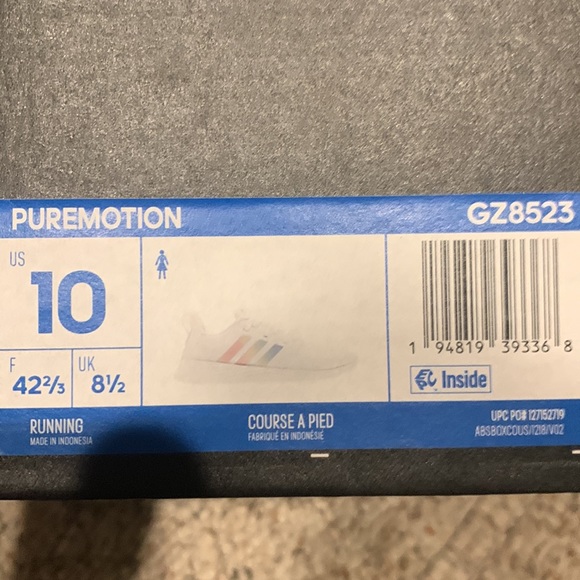 PUREMOTION
GZ8523
US
10
F
42⅔
UK
8½
1 94819 39336 8
Inside
RUNNING
MADE IN INDONESIA
COURSE A PIED
FABRIQUÉ EN INDONÉSIE
UPC PO# 127152719
ABSBOXCOUS/1218/V02